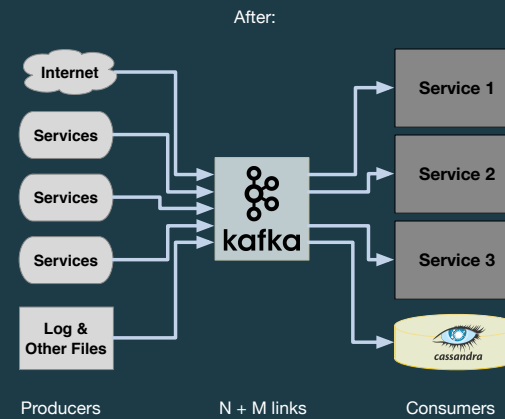 After:
Internet
Services
Services
Services
Log &
Other Files
kafka
Service 1
Service 2
Service 3
cassandra
Producers
N + M links
Consumers